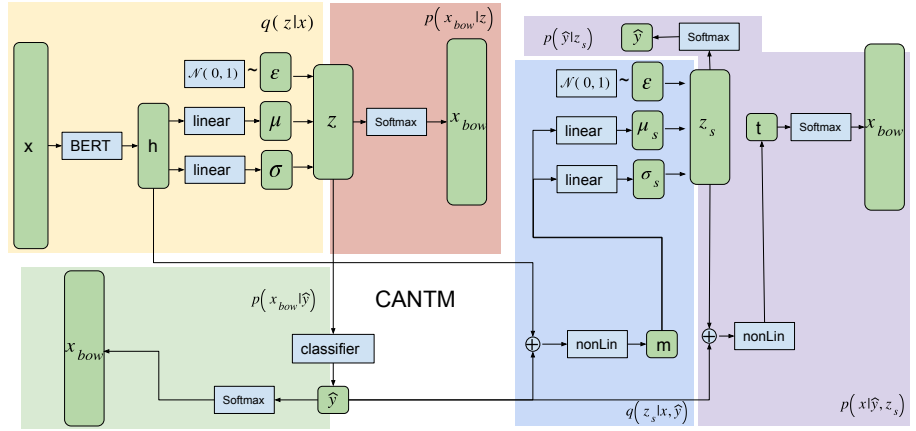 q(z|x)
p(x_bow|z)
p(ŷ|z_s)
ŷ
Softmax
x
BERT
h
N(0,1) ~ ε
linear
μ
linear
σ
z
Softmax
x_bow
N(0,1) ~ ε
linear
μ_s
linear
σ_s
z_s
t
Softmax
x_bow
x_bow
p(x_bow|ŷ)
CANTM
classifier
Softmax
ŷ
⊕
nonLin
m
q(z_s|x,ŷ)
⊕
nonLin
p(x|ŷ,z_s)